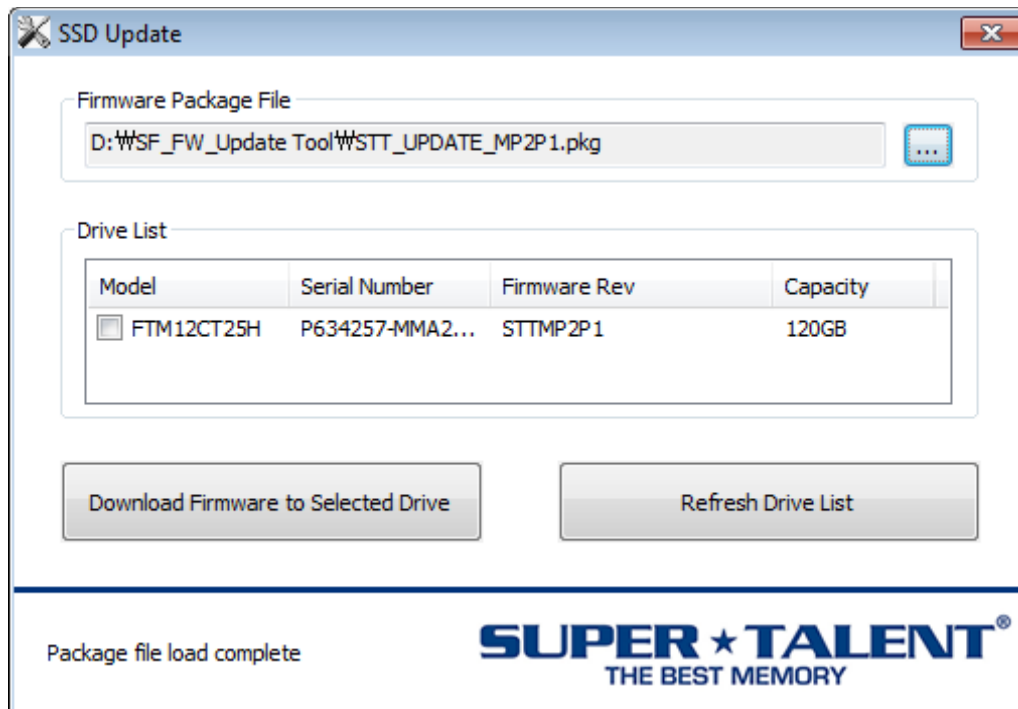 SSD Update
Firmware Package File
D:₩SF_FW_Update Tool₩STT_UPDATE_MP2P1.pkg
...
Drive List
Model Serial Number Firmware Rev Capacity
FTM12CT25H P634257-MMA2... STTMP2P1 120GB
Download Firmware to Selected Drive Refresh Drive List
Package file load complete
SUPER★TALENT®
THE BEST MEMORY